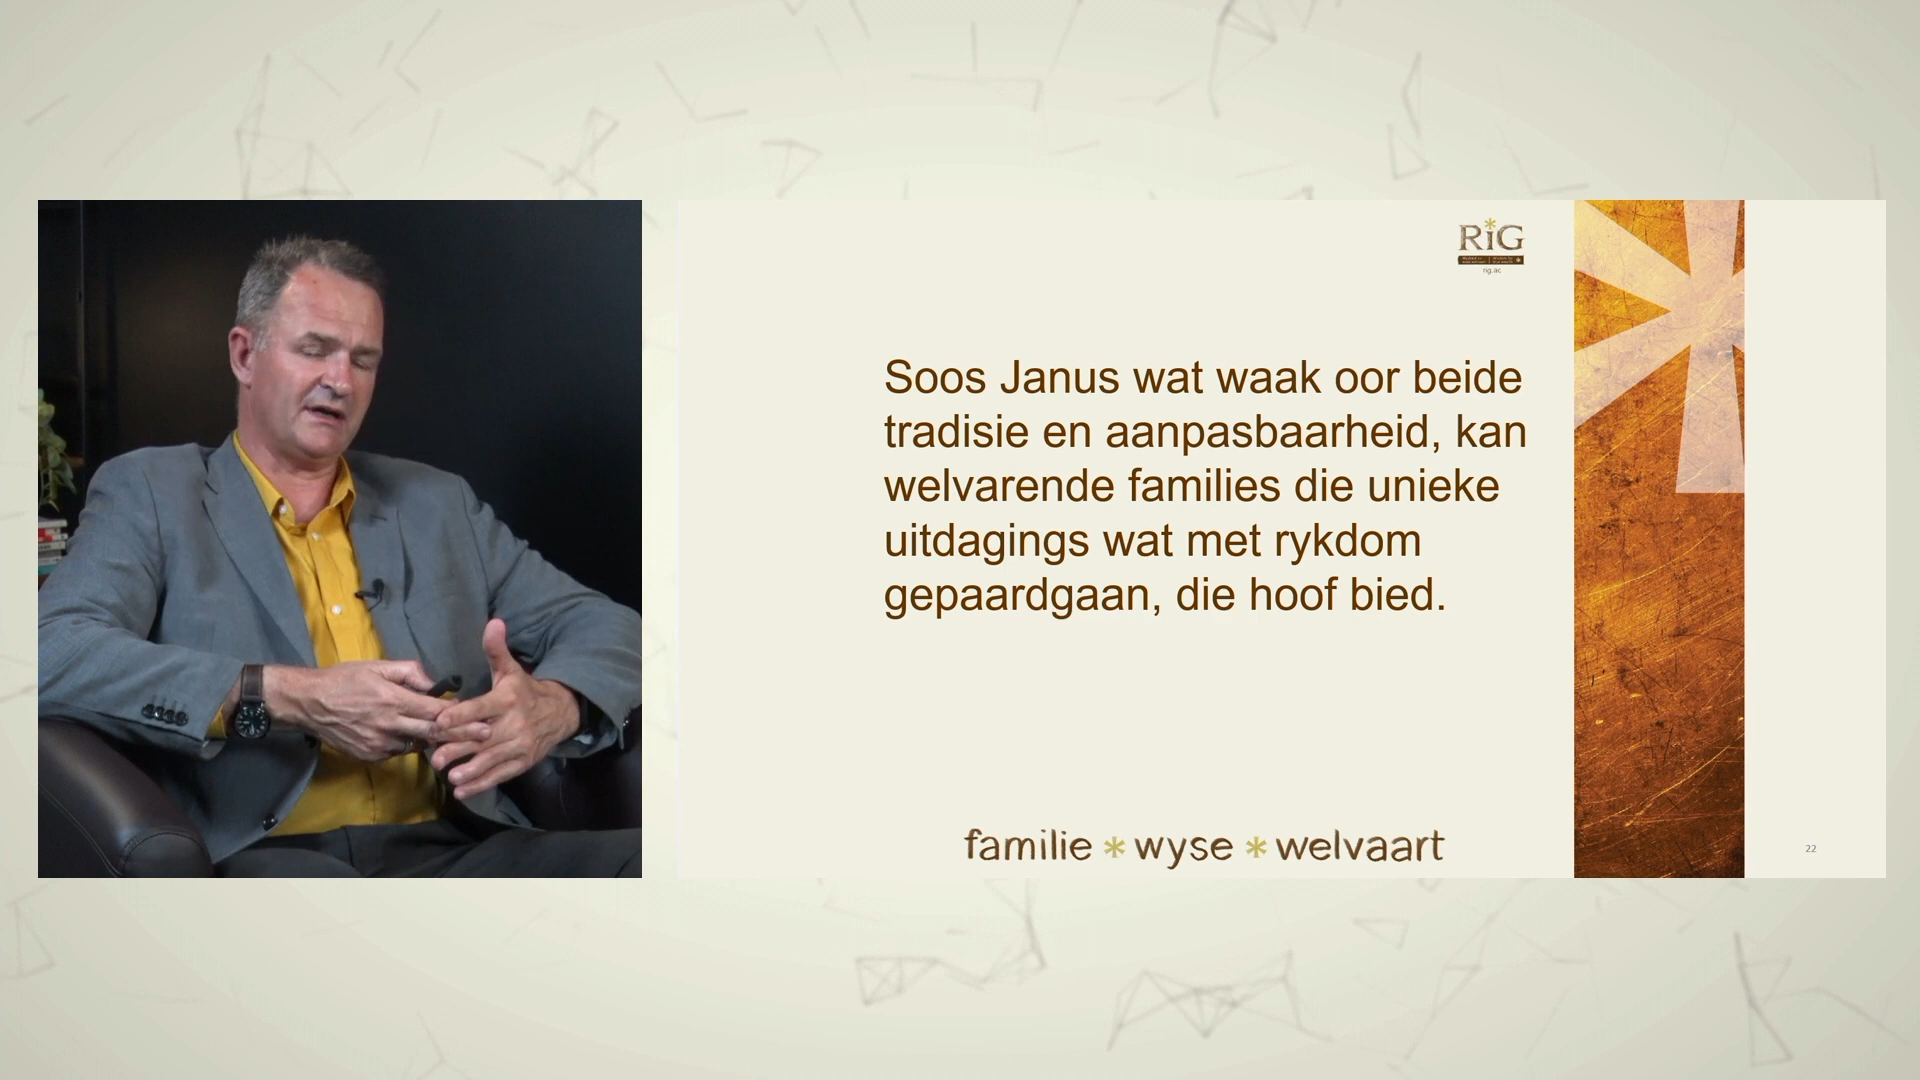 RiG
rig.ac
Soos Janus wat waak oor beide
tradisie en aanpasbaarheid, kan
welvarende families die unieke
uitdagings wat met rykdom
gepaardgaan, die hoof bied.
familie * wyse * welvaart
22